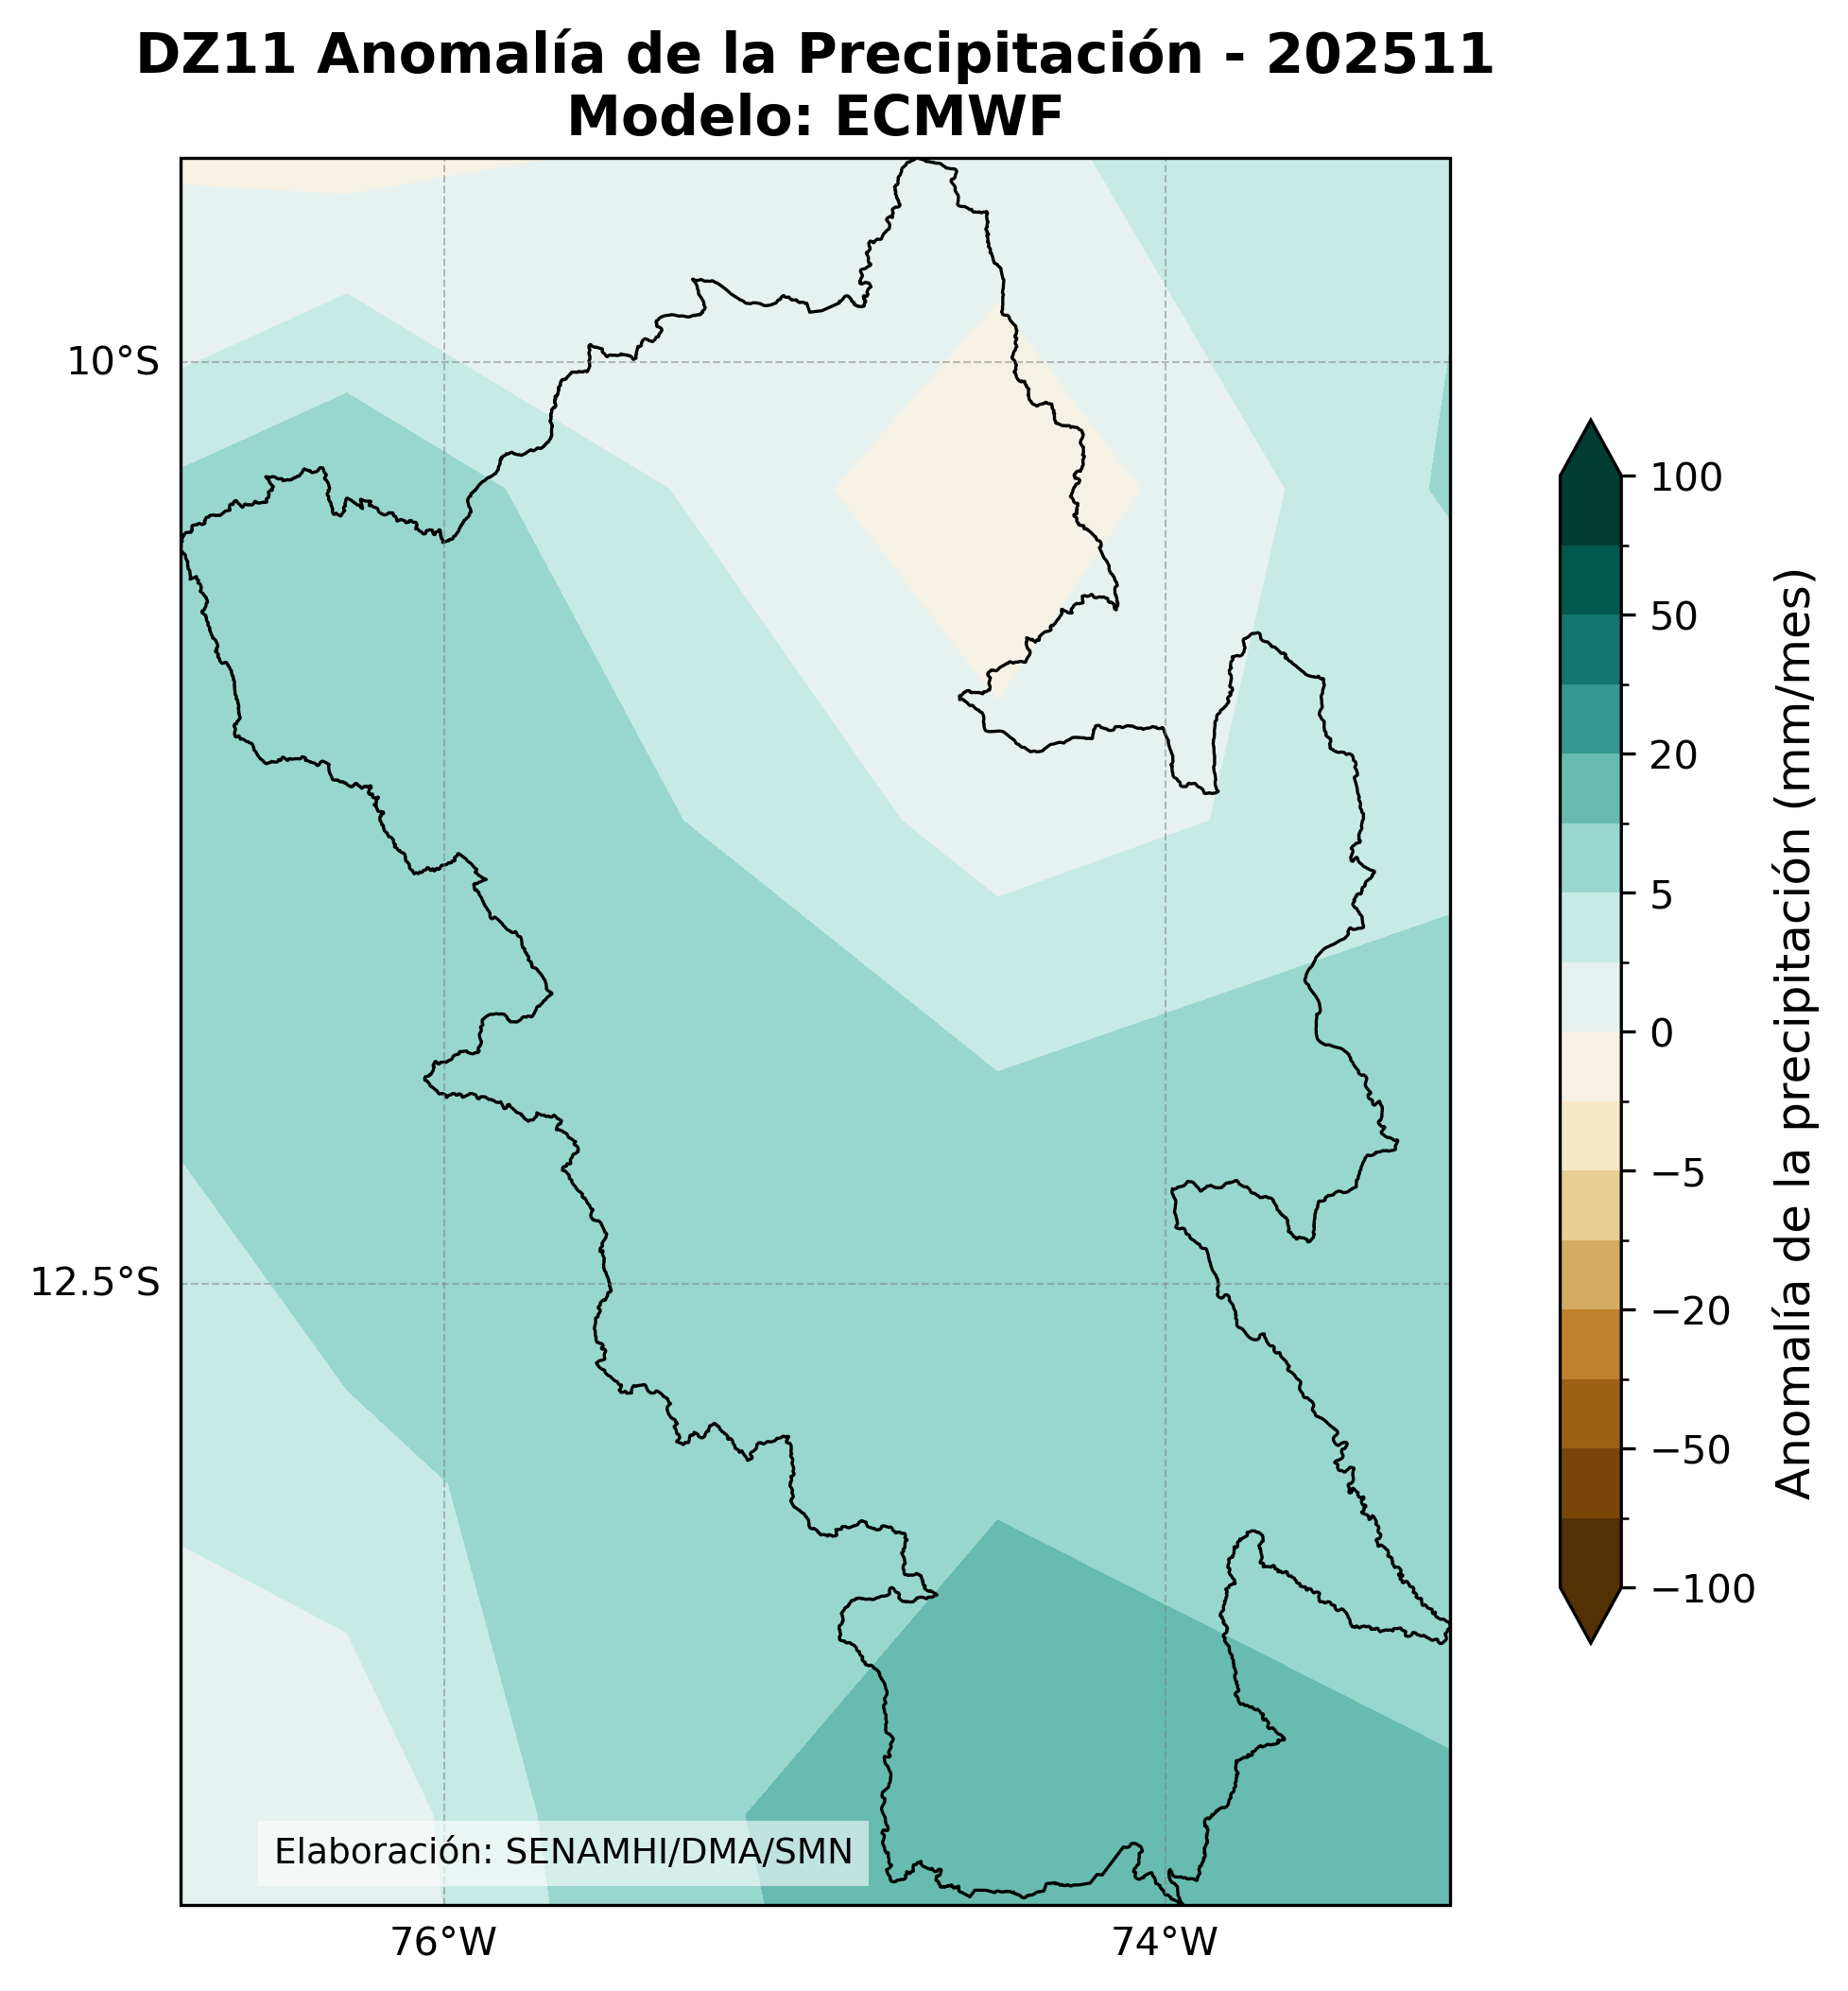 DZ11 Anomalía de la Precipitación - 202511
Modelo: ECMWF
10°S
12.5°S
76°W
74°W
Elaboración: SENAMHI/DMA/SMN
100
50
20
5
0
−5
−20
−50
−100
Anomalía de la precipitación (mm/mes)